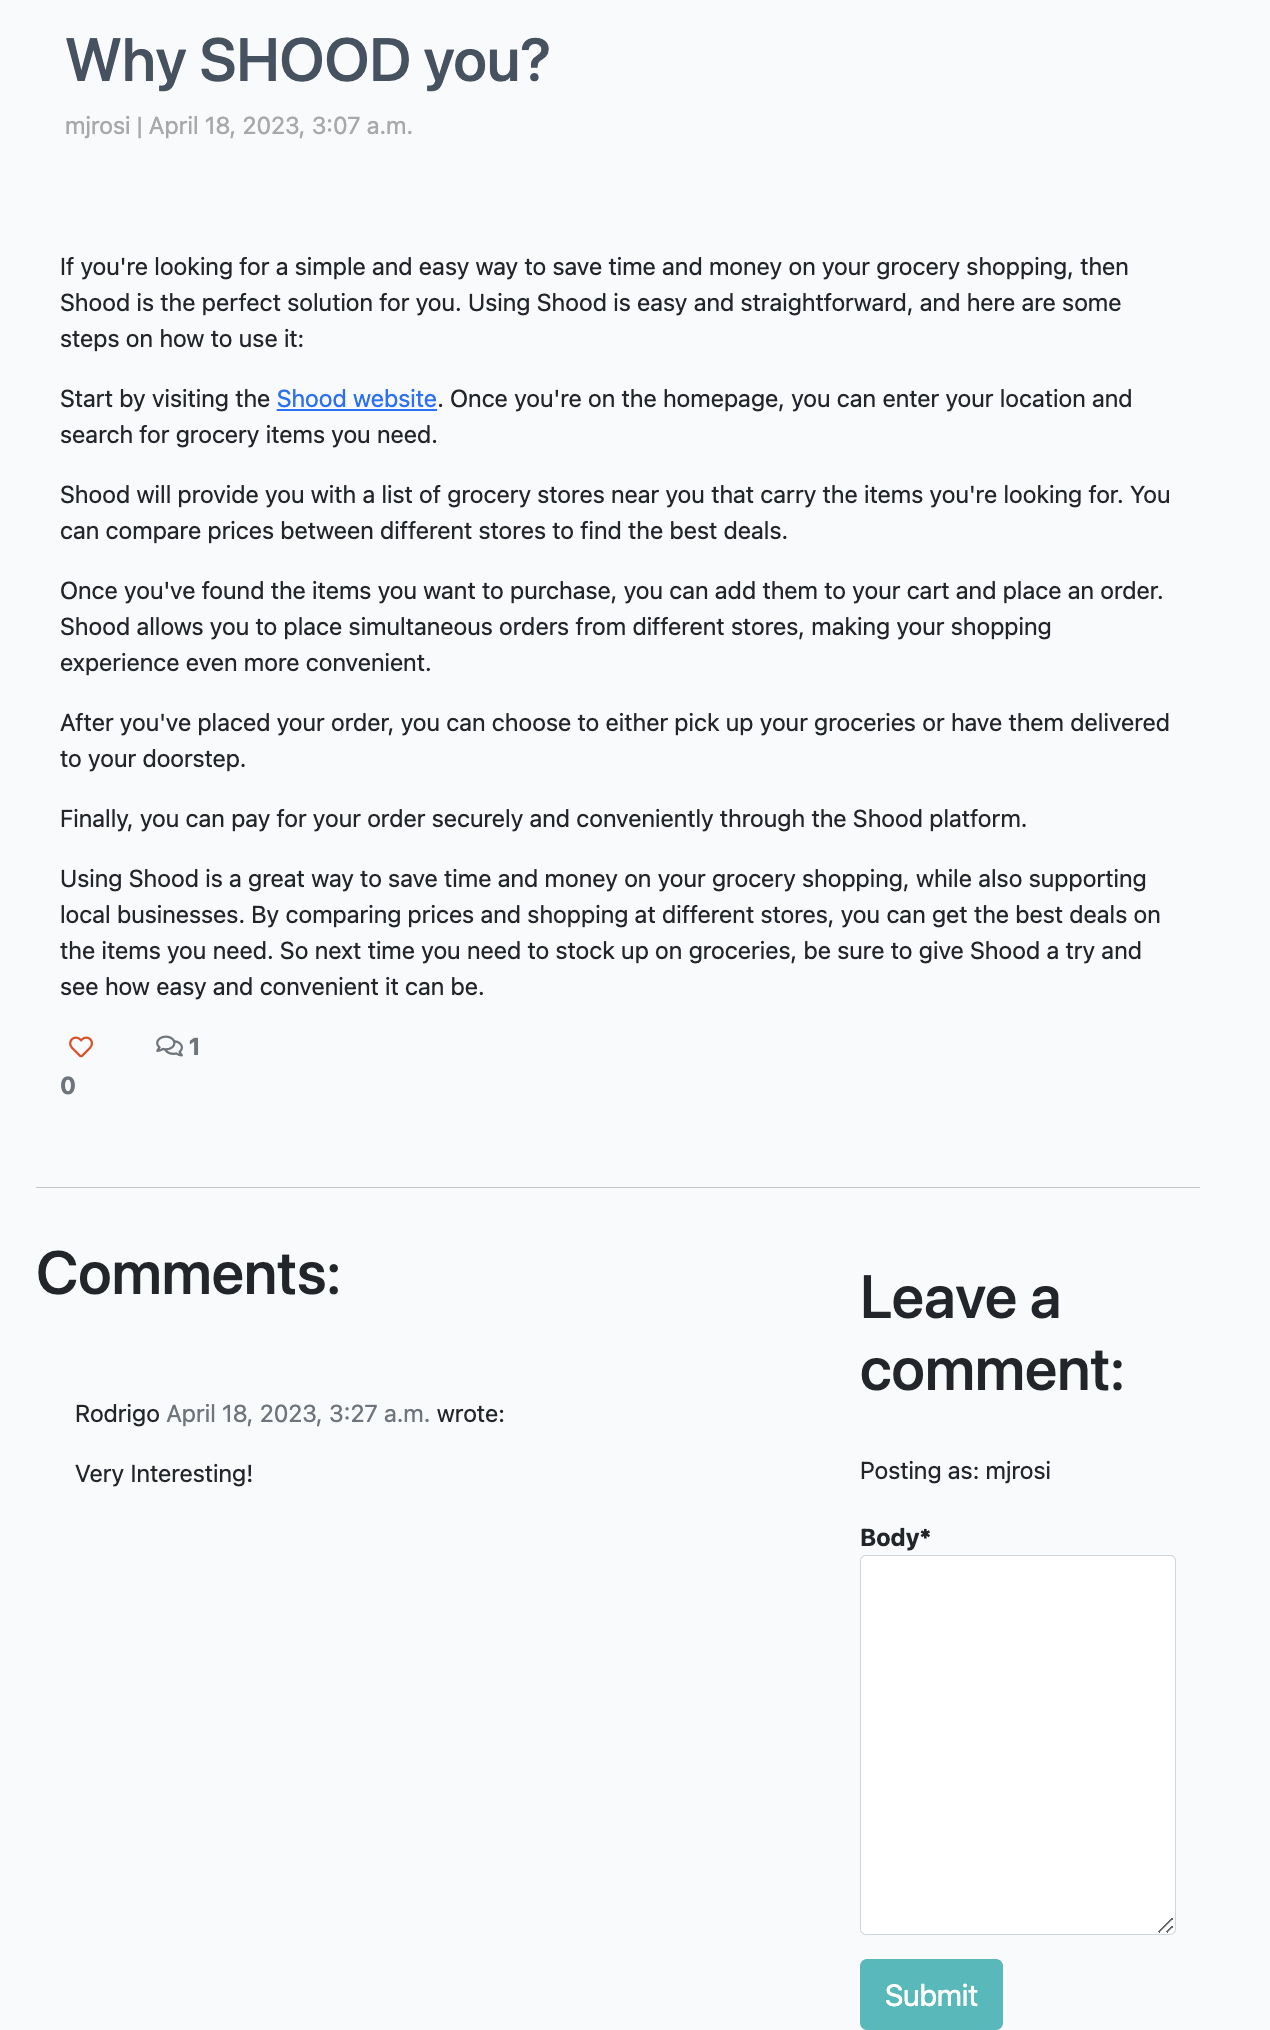 Why SHOOD you?
mjrosi | April 18, 2023, 3:07 a.m.
If you're looking for a simple and easy way to save time and money on your grocery shopping, then
Shood is the perfect solution for you. Using Shood is easy and straightforward, and here are some
steps on how to use it:
Start by visiting the Shood website. Once you're on the homepage, you can enter your location and
search for grocery items you need.
Shood will provide you with a list of grocery stores near you that carry the items you're looking for. You
can compare prices between different stores to find the best deals.
Once you've found the items you want to purchase, you can add them to your cart and place an order.
Shood allows you to place simultaneous orders from different stores, making your shopping
experience even more convenient.
After you've placed your order, you can choose to either pick up your groceries or have them delivered
to your doorstep.
Finally, you can pay for your order securely and conveniently through the Shood platform.
Using Shood is a great way to save time and money on your grocery shopping, while also supporting
local businesses. By comparing prices and shopping at different stores, you can get the best deals on
the items you need. So next time you need to stock up on groceries, be sure to give Shood a try and
see how easy and convenient it can be.
1
0
Comments:
Rodrigo April 18, 2023, 3:27 a.m. wrote:
Very Interesting!
Leave a
comment:
Posting as: mjrosi
Body*
Submit